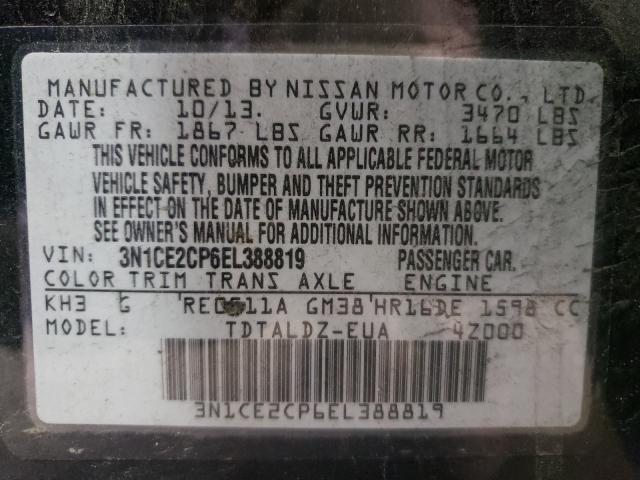 MANUFACTURED BY NISSAN MOTOR CO., LTD.
DATE: 10/13. GVWR: 3470 LBS
GAWR FR: 1867 LBS GAWR RR: 1664 LBS
THIS VEHICLE CONFORMS TO ALL APPLICABLE FEDERAL MOTOR
VEHICLE SAFETY, BUMPER AND THEFT PREVENTION STANDARDS
IN EFFECT ON THE DATE OF MANUFACTURE SHOWN ABOVE.
SEE OWNER'S MANUAL FOR ADDITIONAL INFORMATION.
VIN: 3N1CE2CP6EL388819 PASSENGER CAR.
COLOR TRIM TRANS AXLE ENGINE
KH3 G GM38 HR16DE 1598 CC
MODEL: TDTALDZ-EUA 4Z000
3N1CE2CP6EL388819